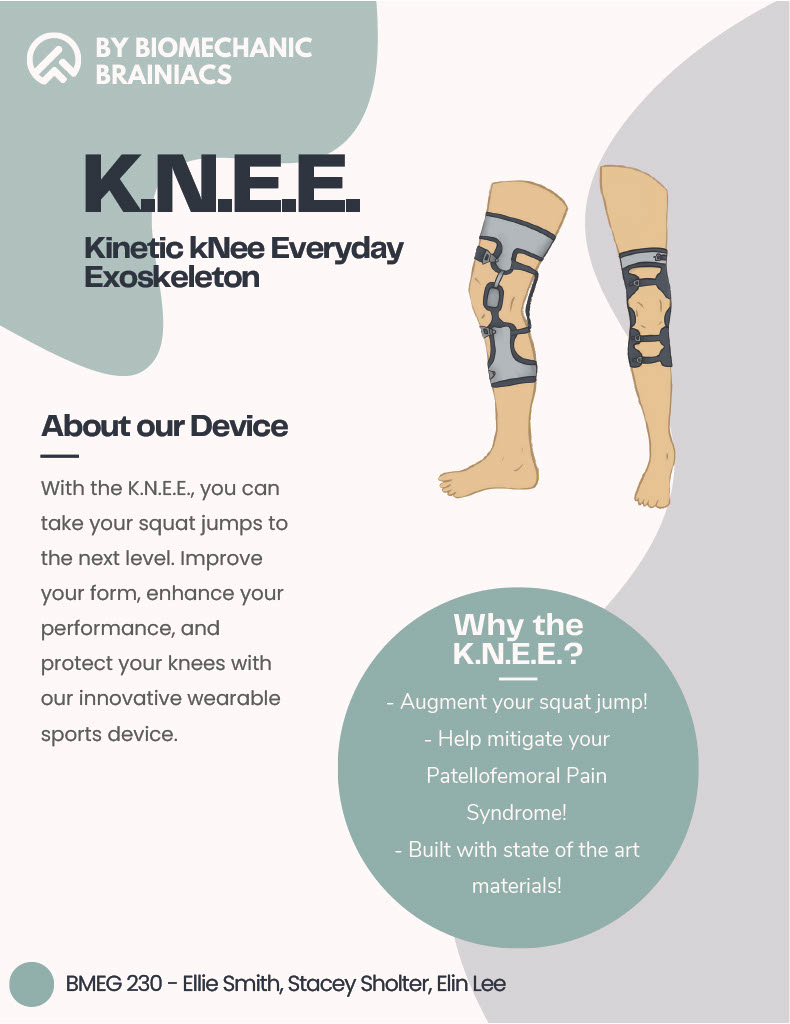 BY BIOMECHANIC
BRAINIACS
K.N.E.E.
Kinetic kNee Everyday
Exoskeleton
About our Device
With the K.N.E.E., you can
take your squat jumps to
the next level. Improve
your form, enhance your
performance, and
protect your knees with
our innovative wearable
sports device.
Why the
K.N.E.E.?
- Augment your squat jump!
- Help mitigate your
Patellofemoral Pain
Syndrome!
- Built with state of the art
materials!
BMEG 230 - Ellie Smith, Stacey Sholter, Elin Lee